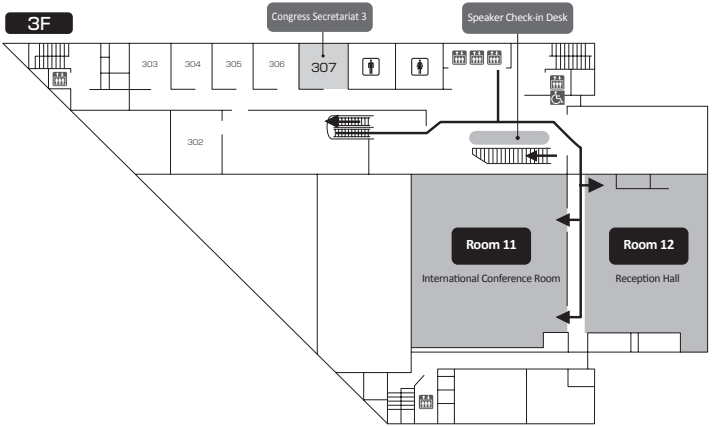 3F
Congress Secretariat 3
Speaker Check-in Desk
303
304
305
306
307
302
Room 11
International Conference Room
Room 12
Reception Hall